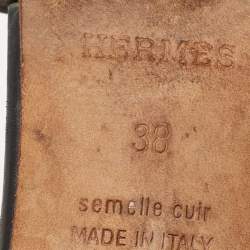 HERMES
38
semelle cuir
MADE IN ITALY